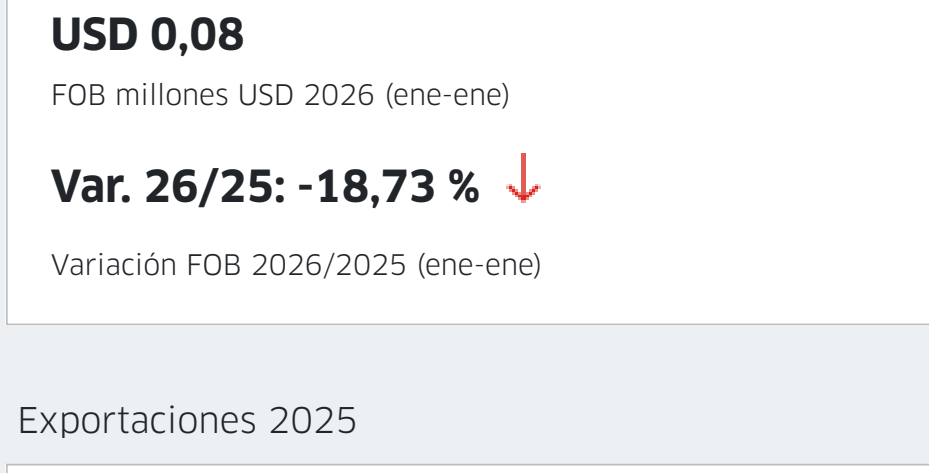 USD 0,08
FOB millones USD 2026 (ene-ene)
Var. 26/25: -18,73 %
Variación FOB 2026/2025 (ene-ene)
Exportaciones 2025